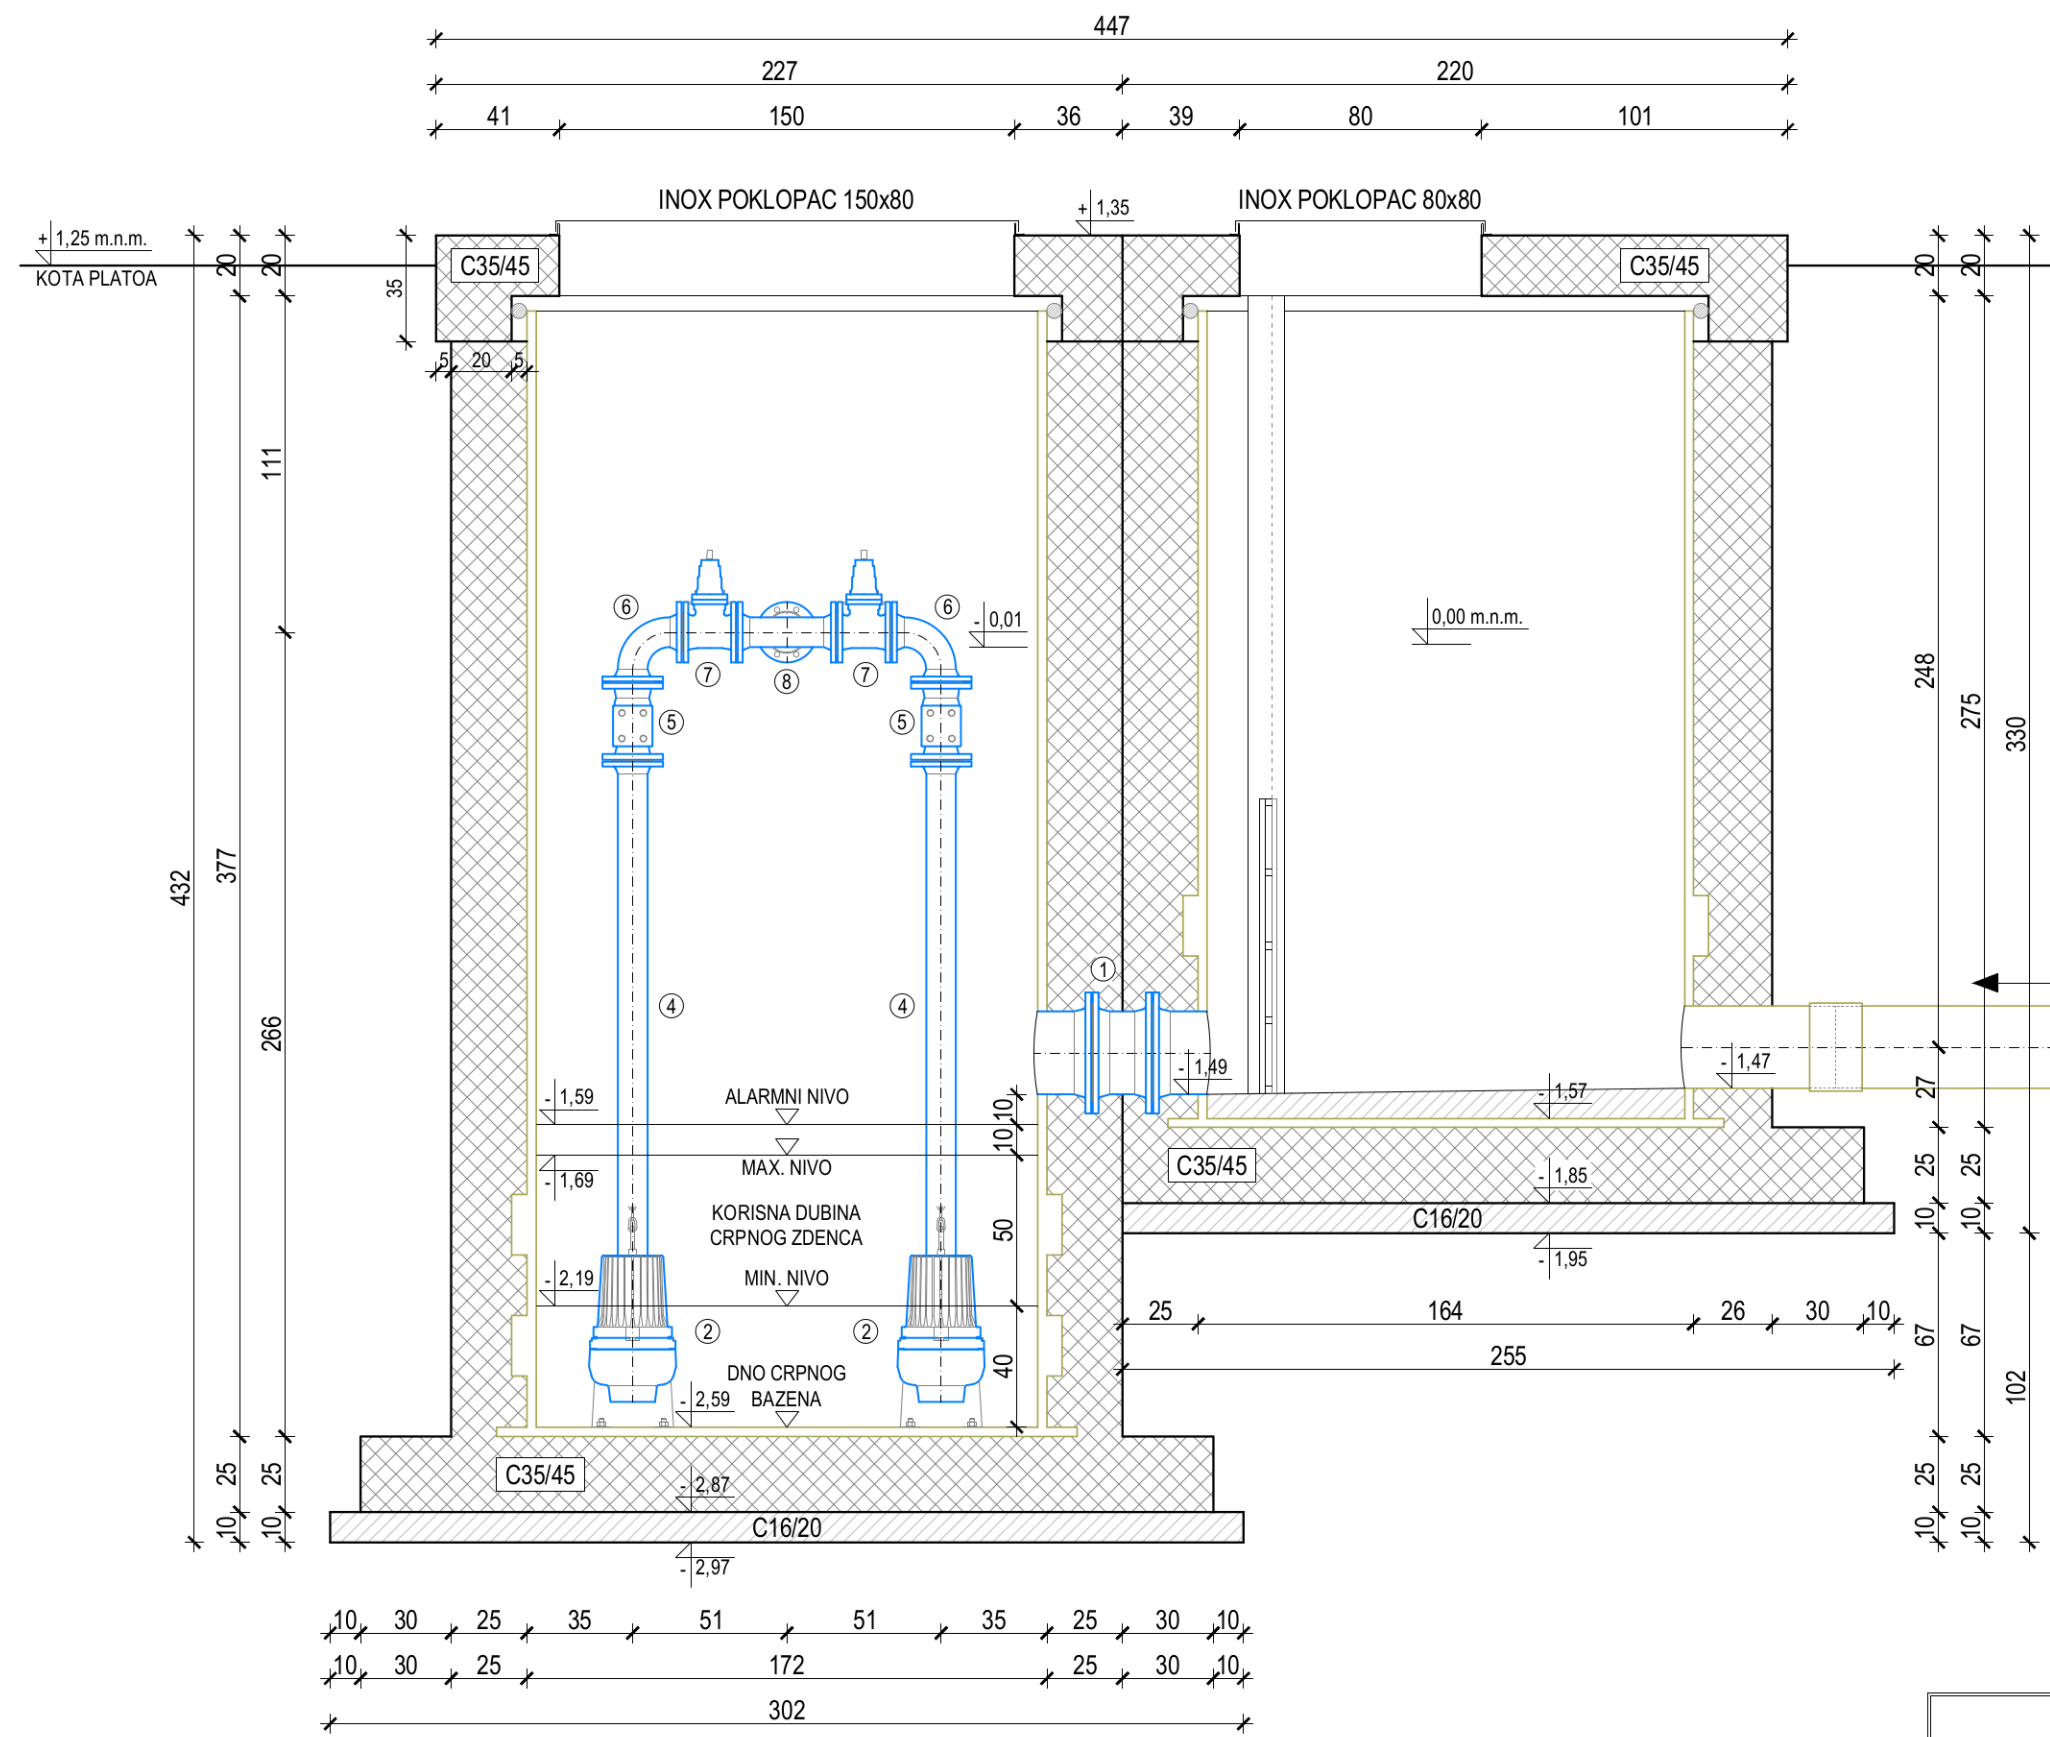 447
227 220
41 150 36 39 80 101
INOX POKLOPAC 150x80
+ 1,35
INOX POKLOPAC 80x80
+ 1,25 m.n.m.
KOTA PLATOA
20 20
35
C35/45
C35/45
20 20
5 20 5
111
- 0,01
0,00 m.n.m.
6 6
7 8 7
5 5
248
275
330
432
377
266
4 4
1
- 1,49
- 1,47
- 1,57
27
- 1,59
ALARMNI NIVO
10
10
MAX. NIVO
- 1,69
C35/45
- 1,85
25 25
KORISNA DUBINA
CRPNOG ZDENCA
50
C16/20
10 10
- 1,95
- 2,19
MIN. NIVO
2 2
25 164 26 30 10
255
67 67
102
40
DNO CRPNOG
BAZENA
- 2,59
25 25
C35/45
- 2,87
25 25
10 10
C16/20
10 10
- 2,97
10 30 25 35 51 51 35 25 30 10
10 30 25 172 25 30 10
302